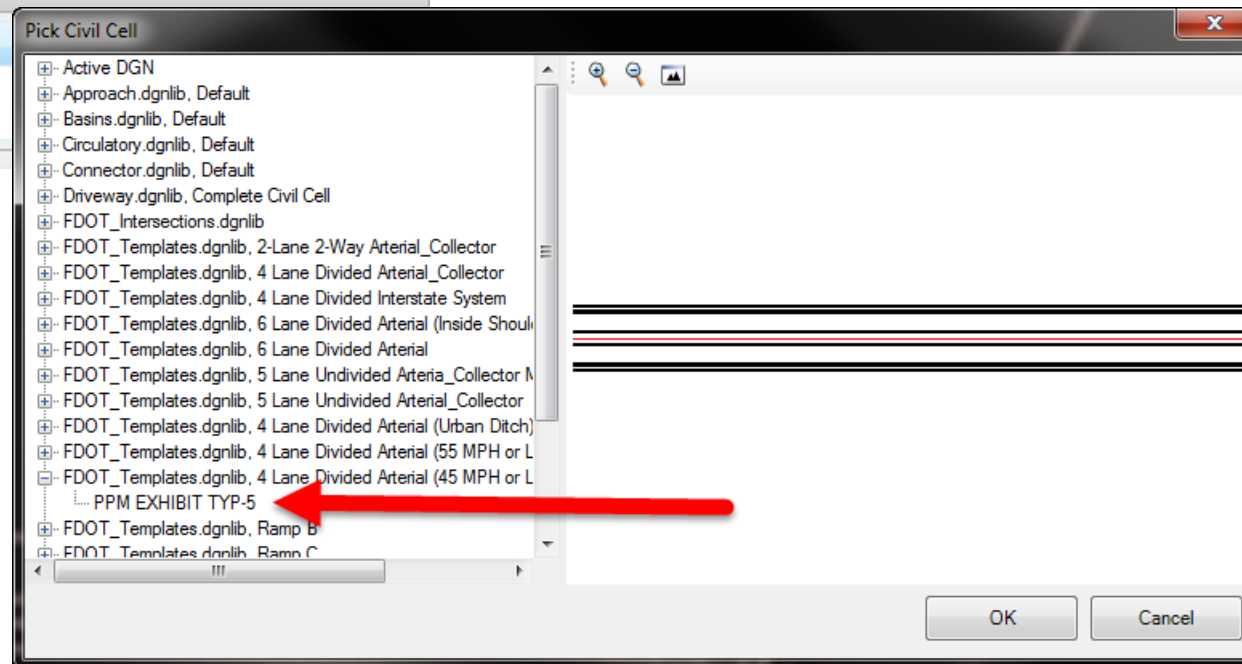 Pick Civil Cell
Active DGN
Approach.dgnlib, Default
Basins.dgnlib, Default
Circulatory.dgnlib, Default
Connector.dgnlib, Default
Driveway.dgnlib, Complete Civil Cell
FDOT_Intersections.dgnlib
FDOT_Templates.dgnlib, 2-Lane 2-Way Arterial_Collector
FDOT_Templates.dgnlib, 4 Lane Divided Arterial_Collector
FDOT_Templates.dgnlib, 4 Lane Divided Interstate System
FDOT_Templates.dgnlib, 6 Lane Divided Arterial (Inside Should
FDOT_Templates.dgnlib, 6 Lane Divided Arterial
FDOT_Templates.dgnlib, 5 Lane Undivided Arteria_Collector M
FDOT_Templates.dgnlib, 5 Lane Undivided Arterial_Collector
FDOT_Templates.dgnlib, 4 Lane Divided Arterial (Urban Ditch)
FDOT_Templates.dgnlib, 4 Lane Divided Arterial (55 MPH or L
FDOT_Templates.dgnlib, 4 Lane Divided Arterial (45 MPH or L
PPM EXHIBIT TYP-5
FDOT_Templates.dgnlib, Ramp B
FDOT_Templates.dgnlib, Ramp C
OK
Cancel